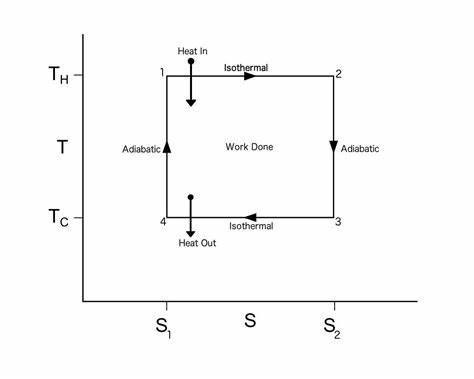 Heat In
T_H
1
Isothermal
2
T
Adiabatic
Work Done
Adiabatic
T_C
4
Isothermal
3
Heat Out
S_1
S
S_2